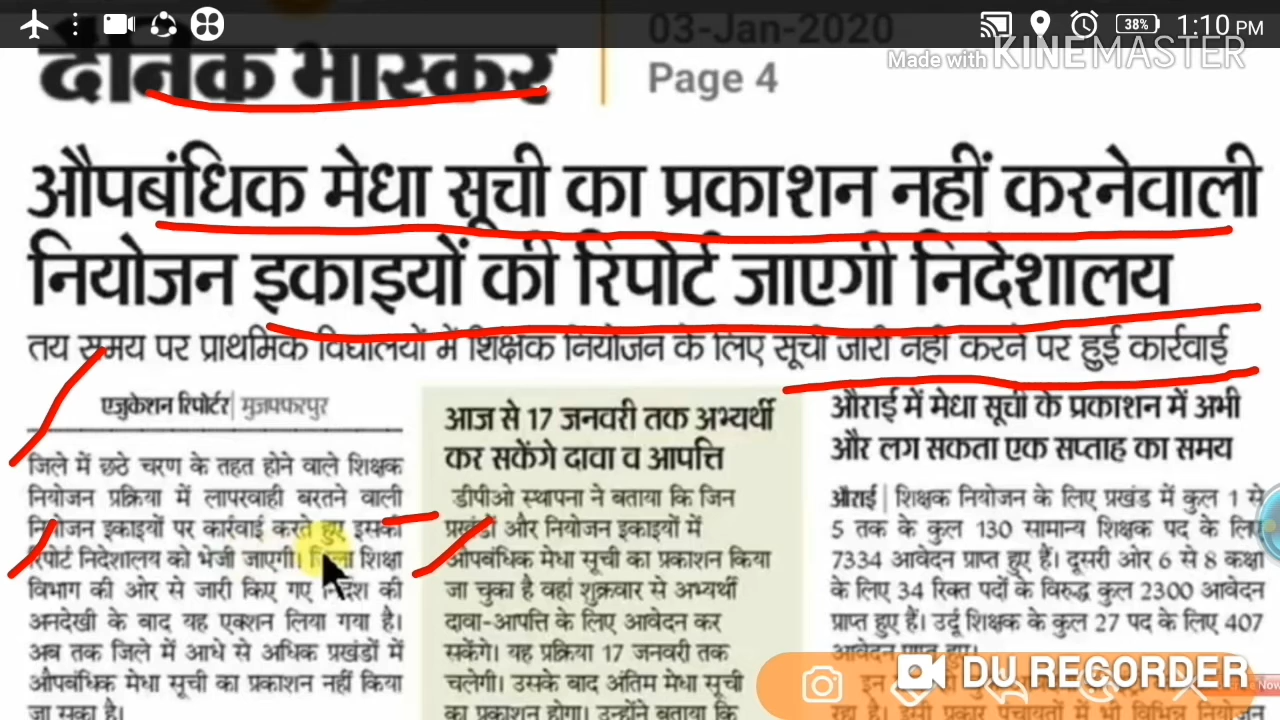 38% 1:10 PM
Made with KINEMASTER
दैनिक भास्कर
03-Jan-2020
Page 4
औपबंधिक मेधा सूची का प्रकाशन नहीं करनेवाली
नियोजन इकाइयों की रिपोर्ट जाएगी निदेशालय
तय समय पर प्राथमिक विद्यालयों में शिक्षक नियोजन के लिए सूची जारी नहीं करने पर हुई कार्रवाई
एजुकेशन रिपोर्टर| मुजफ्फरपुर
जिले में छठे चरण के तहत होने वाले शिक्षक
नियोजन प्रक्रिया में लापरवाही बरतने वाली
नियोजन इकाइयों पर कार्रवाई करते हुए इसकी
रिपोर्ट निदेशालय को भेजी जाएगी। जिला शिक्षा
विभाग की ओर से जारी किए गए निर्देश की
अनदेखी के बाद यह एक्शन लिया गया है।
अब तक जिले में आधे से अधिक प्रखंडों में
औपबंधिक मेधा सूची का प्रकाशन नहीं किया
जा सका है।
आज से 17 जनवरी तक अभ्यर्थी
कर सकेंगे दावा व आपत्ति
डीपीओ स्थापना ने बताया कि जिन
प्रखंडों और नियोजन इकाइयों में
औपबंधिक मेधा सूची का प्रकाशन किया
जा चुका है वहां शुक्रवार से अभ्यर्थी
दावा-आपत्ति के लिए आवेदन कर
सकेंगे। यह प्रक्रिया 17 जनवरी तक
चलेगी। उसके बाद अंतिम मेधा सूची
का प्रकाशन होगा। उन्होंने बताया कि
औराई में मेधा सूची के प्रकाशन में अभी
और लग सकता एक सप्ताह का समय
औराई | शिक्षक नियोजन के लिए प्रखंड में कुल 1 से
5 तक के कुल 130 सामान्य शिक्षक पद के लिए
7334 आवेदन प्राप्त हुए हैं। दूसरी ओर 6 से 8 कक्षा
के लिए 34 रिक्त पदों के विरुद्ध कुल 2300 आवेदन
प्राप्त हुए हैं। उर्दू शिक्षक के कुल 27 पद के लिए 407
आवेदन प्राप्त हुए।
DU RECORDER